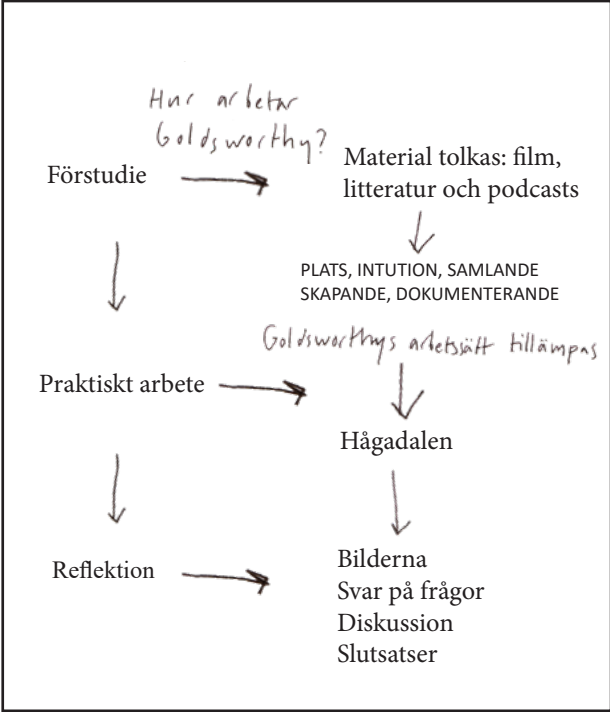 Hur arbetar
Goldsworthy?
Förstudie
Material tolkas: film,
litteratur och podcasts
PLATS, INTUTION, SAMLANDE
SKAPANDE, DOKUMENTERANDE
Goldsworthys arbetssätt tillämpas
Praktiskt arbete
Hågadalen
Reflektion
Bilderna
Svar på frågor
Diskussion
Slutsatser